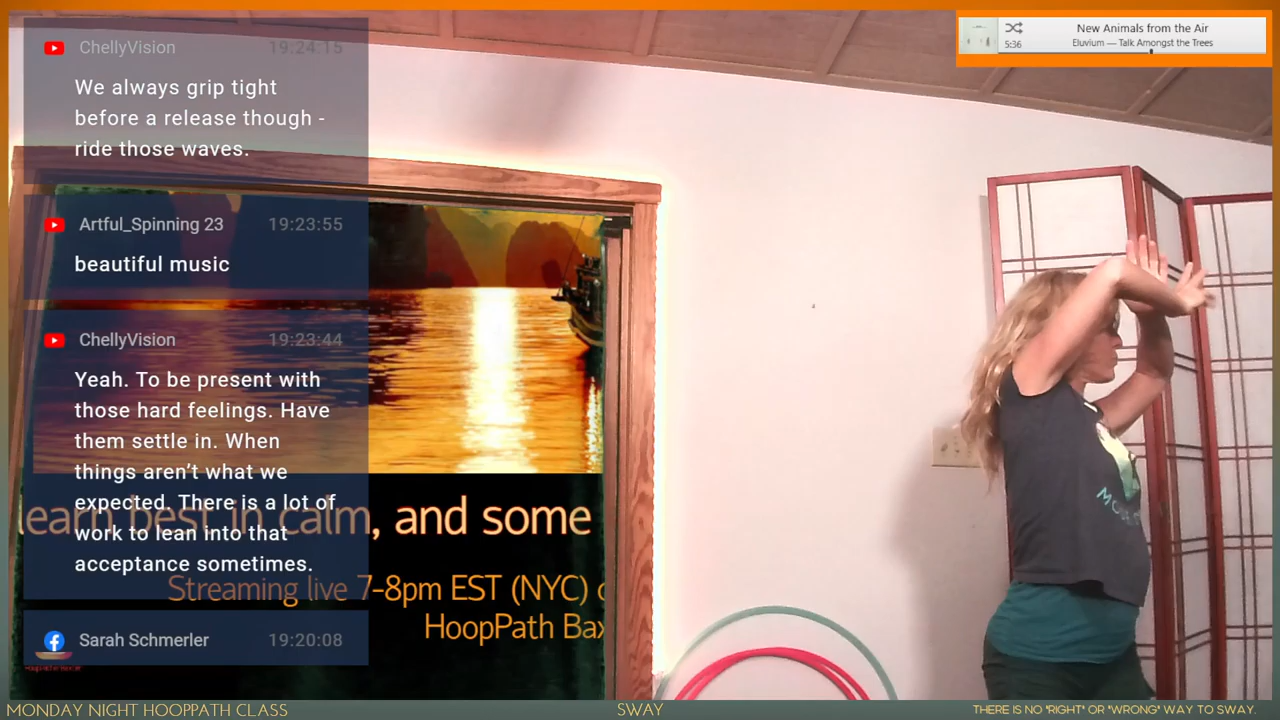 ChellyVision 19:24:15
We always grip tight
before a release though -
ride those waves.
Artful_Spinning 23 19:23:55
beautiful music
ChellyVision 19:23:44
Yeah. To be present with
those hard feelings. Have
them settle in. When
things aren't what we
expected. There is a lot of
work to lean into that
acceptance sometimes.
Sarah Schmerler 19:20:08
learn best in calm, and some
Streaming live 7-8pm EST (NYC)
HoopPath Bax
New Animals from the Air
5:36
Eluvium — Talk Amongst the Trees
MONDAY NIGHT HOOPPATH CLASS
SWAY
THERE IS NO "RIGHT" OR "WRONG" WAY TO SWAY.